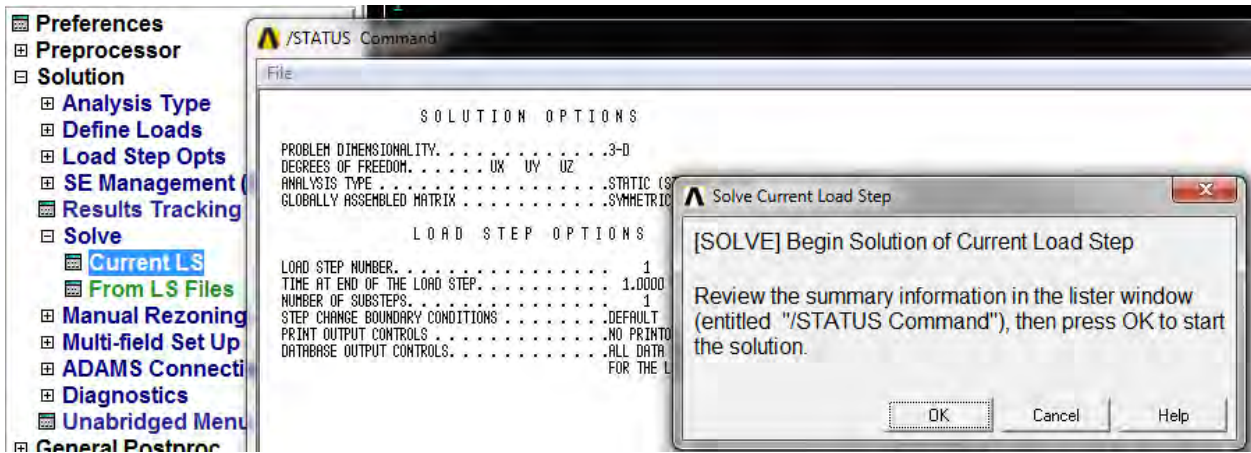 Preferences
Preprocessor
Solution
Analysis Type
Define Loads
Load Step Opts
SE Management (
Results Tracking
Solve
Current LS
From LS Files
Manual Rezoning
Multi-field Set Up
ADAMS Connecti
Diagnostics
Unabridged Menu
General Postproc
1
/STATUS Command
File
SOLUTION OPTIONS
PROBLEM DIMENSIONALITY. . . . . . . . . . . . .3-D
DEGREES OF FREEDOM. . . . . . UX UY UZ
ANALYSIS TYPE . . . . . . . . . . . . . . . . .STATIC (S
GLOBALLY ASSEMBLED MATRIX . . . . . . . . . . .SYMMETRIC
LOAD STEP OPTIONS
LOAD STEP NUMBER. . . . . . . . . . . . . . . . 1
TIME AT END OF THE LOAD STEP. . . . . . . . . . 1.0000
NUMBER OF SUBSTEPS. . . . . . . . . . . . . . . 1
STEP CHANGE BOUNDARY CONDITIONS . . . . . . . .DEFAULT
PRINT OUTPUT CONTROLS . . . . . . . . . . . . .NO PRINTO
DATABASE OUTPUT CONTROLS. . . . . . . . . . . .ALL DATA
FOR THE L
Solve Current Load Step
[SOLVE] Begin Solution of Current Load Step
Review the summary information in the lister window
(entitled "/STATUS Command"), then press OK to start
the solution.
OK Cancel Help